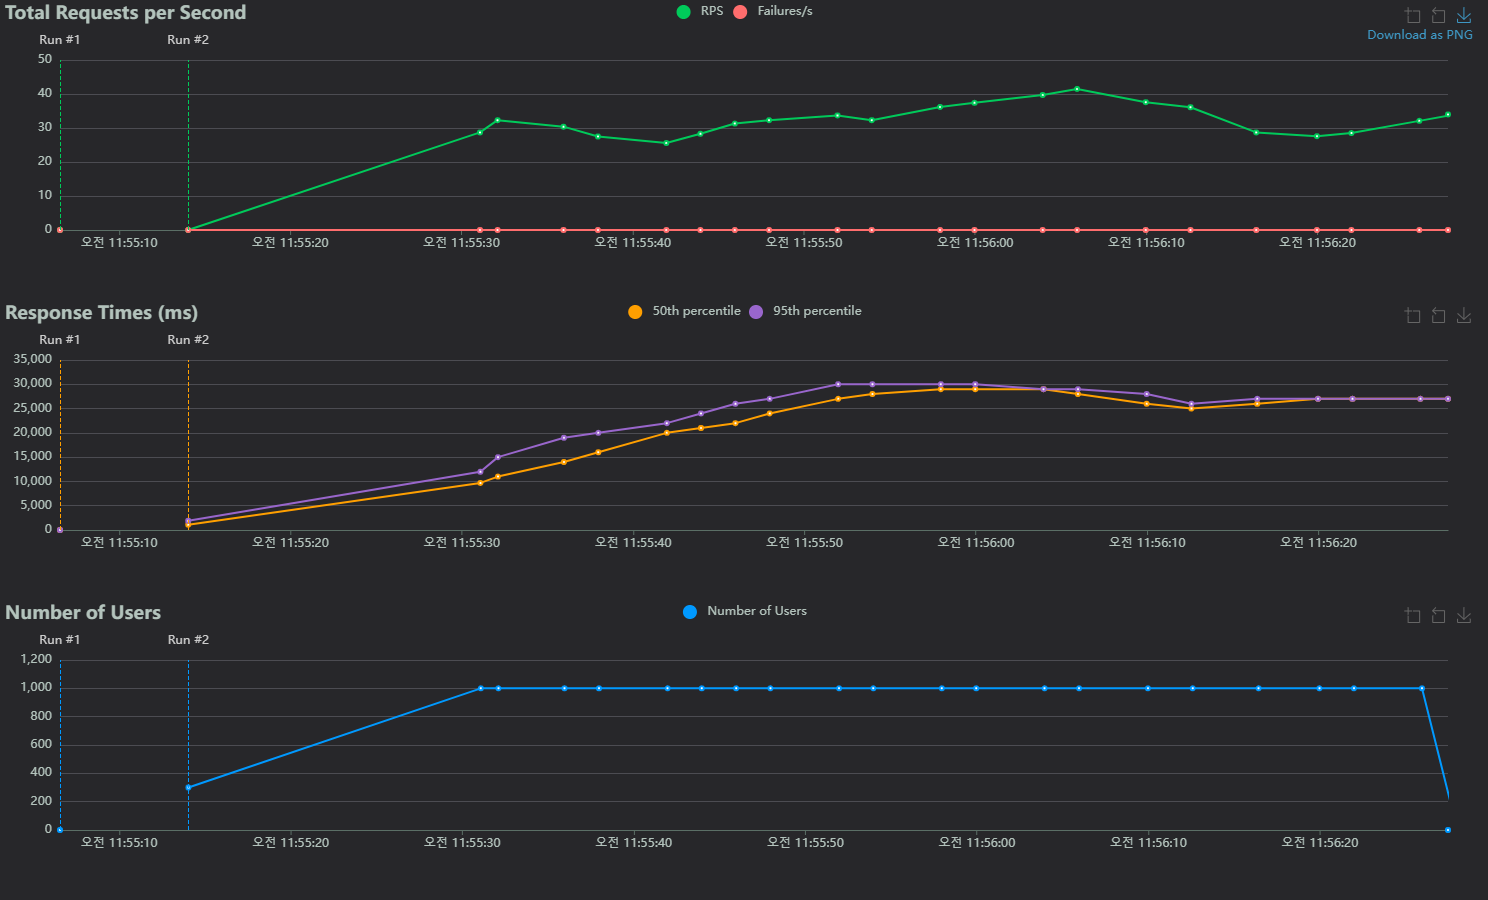 Total Requests per Second
RPS Failures/s
Download as PNG
Run #1 Run #2
50
40
30
20
10
0
오전 11:55:10 오전 11:55:20 오전 11:55:30 오전 11:55:40 오전 11:55:50 오전 11:56:00 오전 11:56:10 오전 11:56:20
Response Times (ms)
50th percentile 95th percentile
Run #1 Run #2
35,000
30,000
25,000
20,000
15,000
10,000
5,000
0
오전 11:55:10 오전 11:55:20 오전 11:55:30 오전 11:55:40 오전 11:55:50 오전 11:56:00 오전 11:56:10 오전 11:56:20
Number of Users
Number of Users
Run #1 Run #2
1,200
1,000
800
600
400
200
0
오전 11:55:10 오전 11:55:20 오전 11:55:30 오전 11:55:40 오전 11:55:50 오전 11:56:00 오전 11:56:10 오전 11:56:20